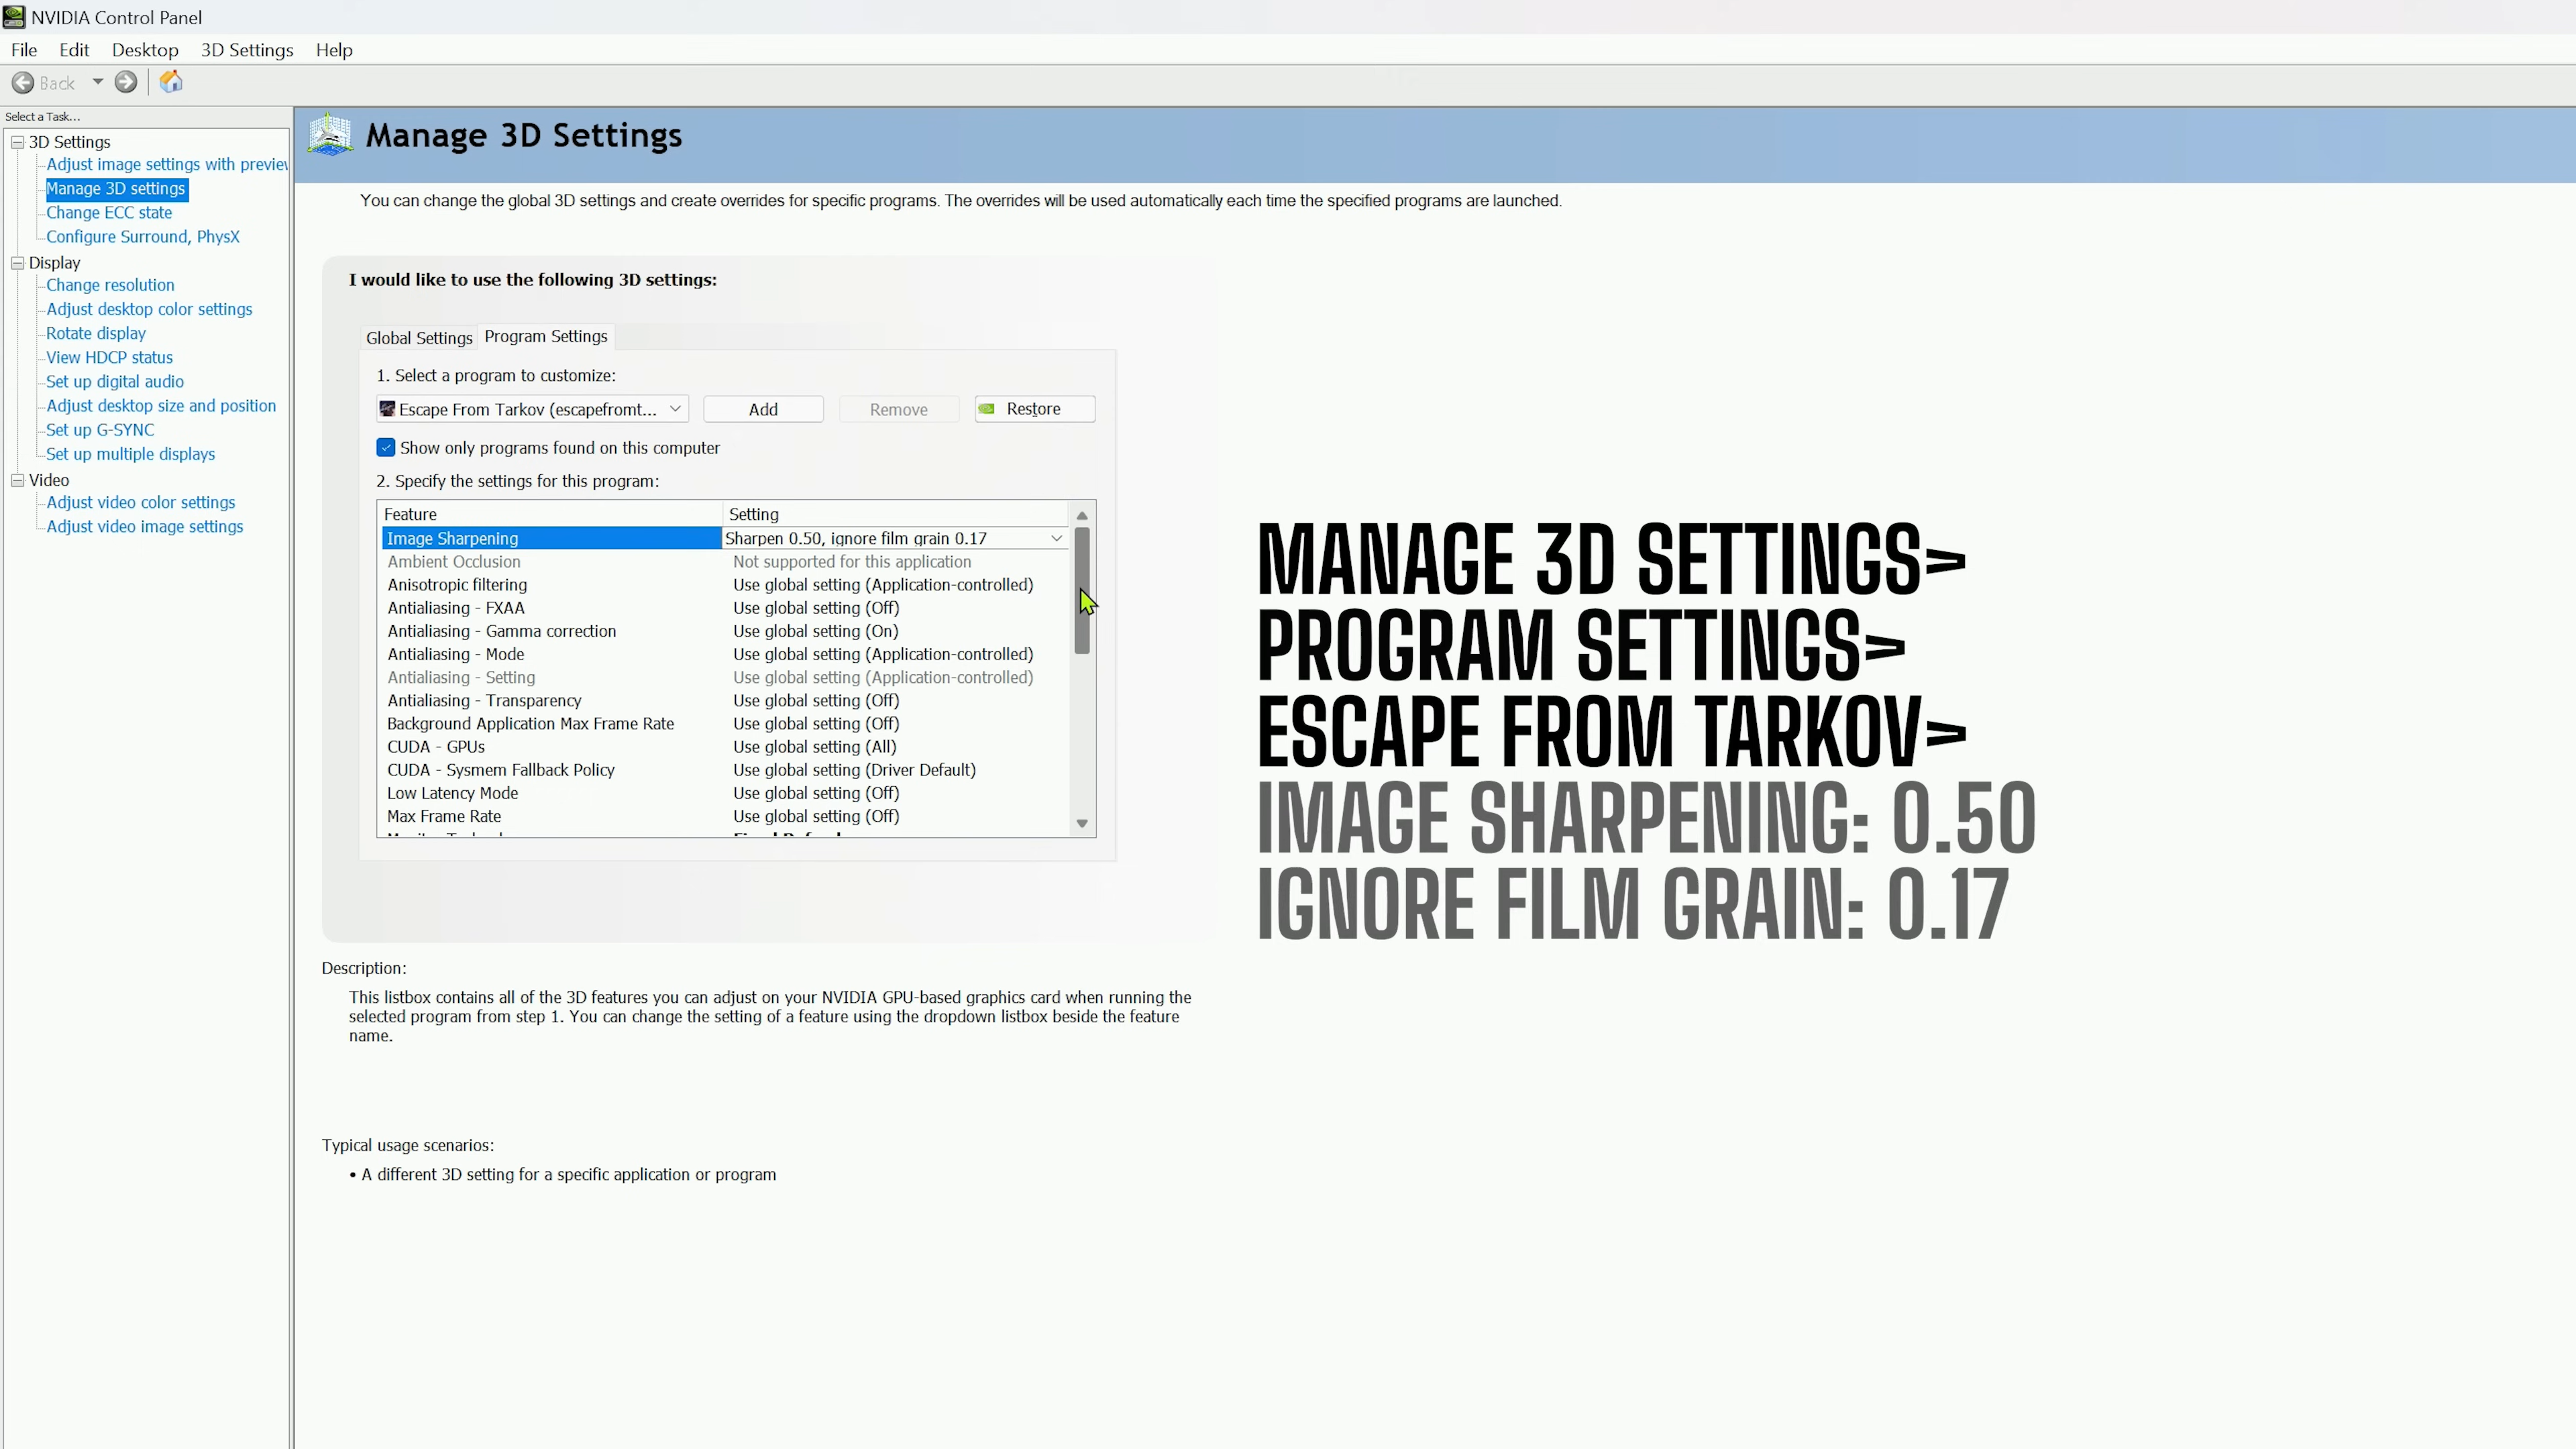 NVIDIA Control Panel
File Edit Desktop 3D Settings Help
Back
Select a Task...
3D Settings
Adjust image settings with
Manage 3D settings
Change ECC state
Configure Surround, PhysX
Display
Change resolution
Adjust desktop color settings
Rotate display
View HDCP status
Set up digital audio
Adjust desktop size and position
Set up G-SYNC
Set up multiple displays
Video
Adjust video color settings
Adjust video image settings
Manage 3D Settings
You can change the global 3D settings and create overrides for specific programs. The overrides will be used automatically each time the specified programs are launched.
I would like to use the following 3D settings:
Global Settings Program Settings
1. Select a program to customize:
Escape From Tarkov (escapefromt... Add Remove Restore
Show only programs found on this computer
2. Specify the settings for this program:
Feature Setting
Image Sharpening Sharpen 0.50, ignore film grain 0.17
Ambient Occlusion Not supported for this application
Anisotropic filtering Use global setting (Application-controlled)
Antialiasing - FXAA Use global setting (Off)
Antialiasing - Gamma correction Use global setting (On)
Antialiasing - Mode Use global setting (Application-controlled)
Antialiasing - Setting Use global setting (Application-controlled)
Antialiasing - Transparency Use global setting (Off)
Background Application Max Frame Rate Use global setting (Off)
CUDA - GPUs Use global setting (All)
CUDA - Sysmem Fallback Policy Use global setting (Driver Default)
Low Latency Mode Use global setting (Off)
Max Frame Rate Use global setting (Off)
MANAGE 3D SETTINGS>
PROGRAM SETTINGS>
ESCAPE FROM TARKOV>
IMAGE SHARPENING: 0.50
IGNORE FILM GRAIN: 0.17
Description:
This listbox contains all of the 3D features you can adjust on your NVIDIA GPU-based graphics card when running the
selected program from step 1. You can change the setting of a feature using the dropdown listbox beside the feature
name.
Typical usage scenarios:
• A different 3D setting for a specific application or program